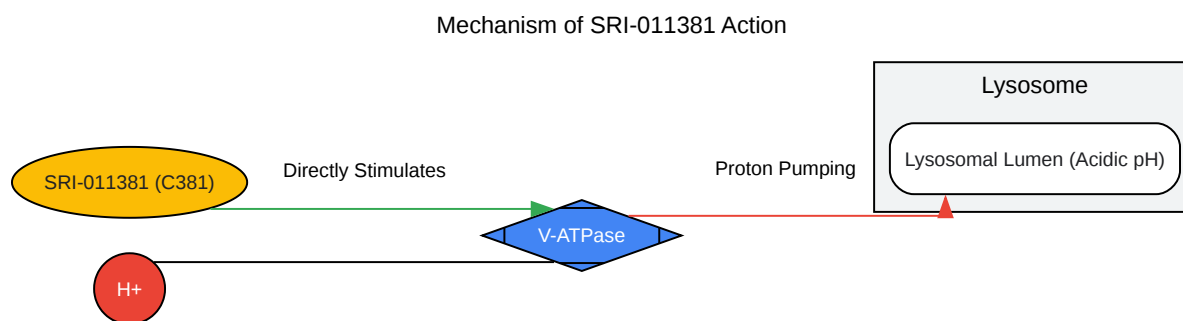 Mechanism of SRI-011381 Action
Lysosome
Lysosomal Lumen (Acidic pH)
SRI-011381 (C381)
Directly Stimulates
Proton Pumping
V-ATPase
H+